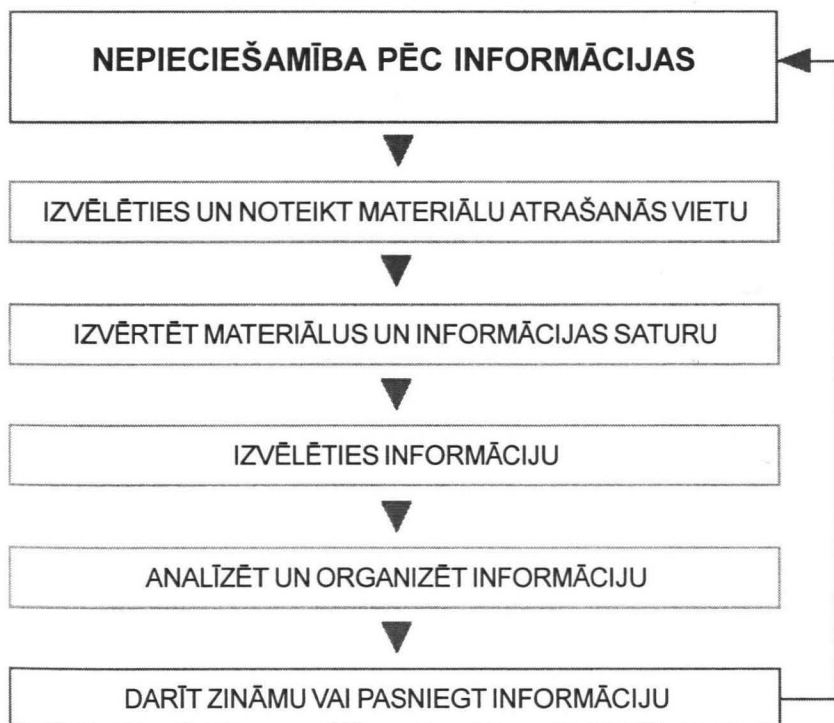 NEPIECIEŠAMĪBA PĒC INFORMĀCIJAS
IZVĒLĒTIES UN NOTEIKT MATERIĀLU ATRAŠANĀS VIETU
IZVĒRTĒT MATERIĀLUS UN INFORMĀCIJAS SATURU
IZVĒLĒTIES INFORMĀCIJU
ANALĪZĒT UN ORGANIZĒT INFORMĀCIJU
DARĪT ZINĀMU VAI PASNIEGT INFORMĀCIJU